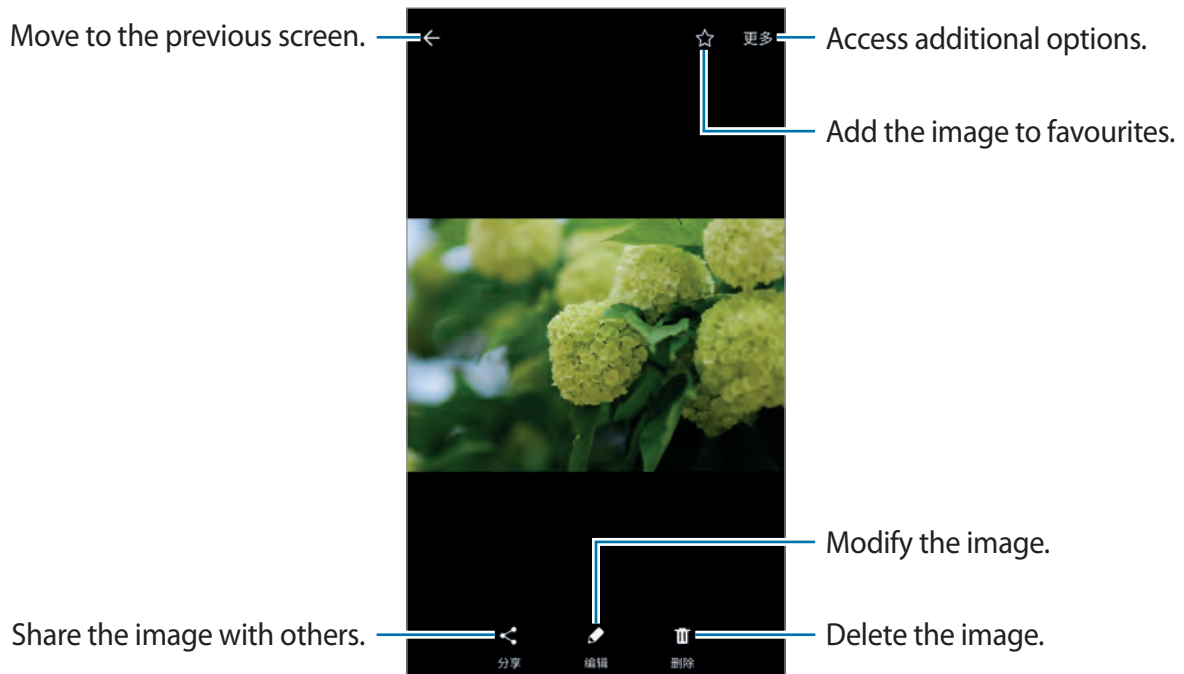 Move to the previous screen.
更多
Access additional options.
Add the image to favourites.
Modify the image.
Share the image with others.
Delete the image.
分享
编辑
删除